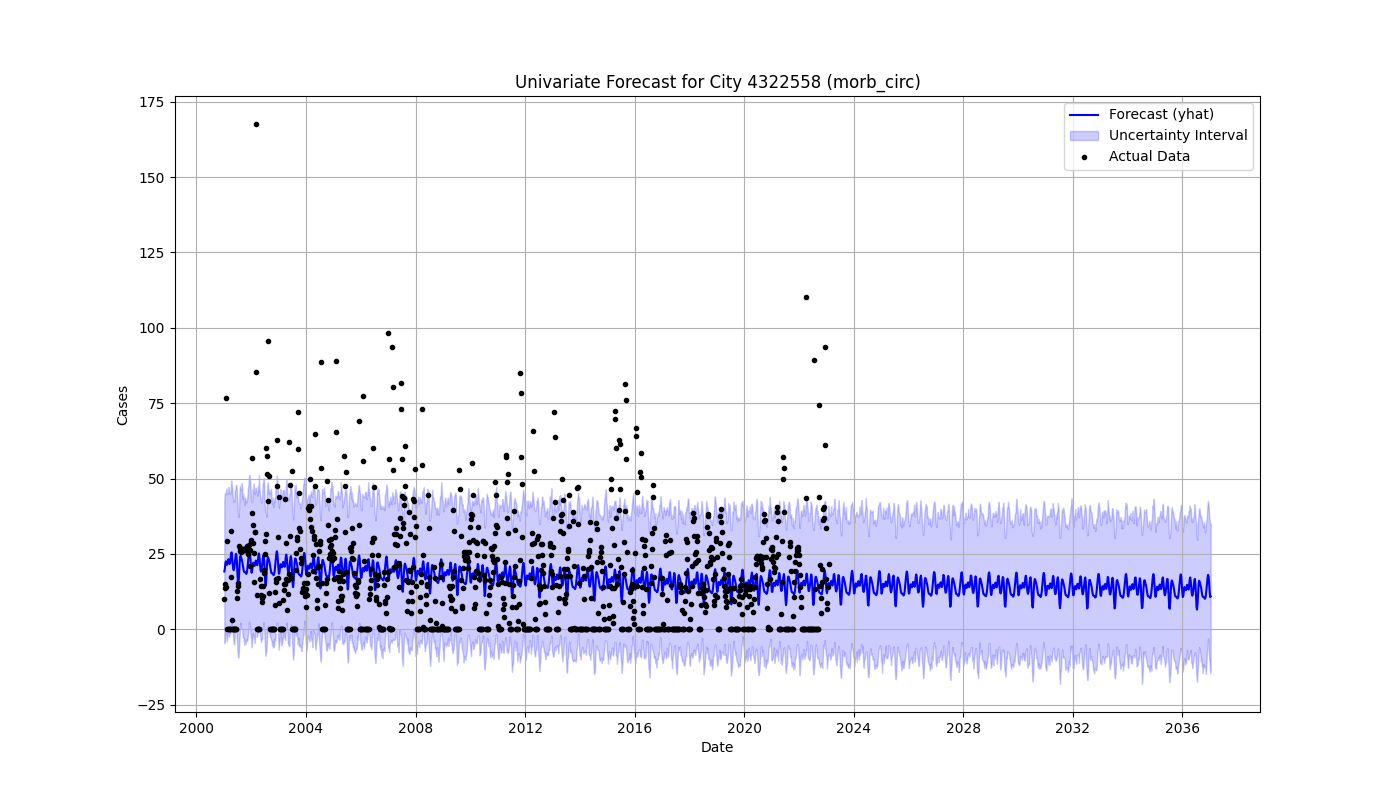 Univariate Forecast for City 4322558 (morb_circ)
Forecast (yhat)
Uncertainty Interval
Actual Data
175
150
125
100
75
50
25
0
−25
Cases
2000 2004 2008 2012 2016 2020 2024 2028 2032 2036
Date